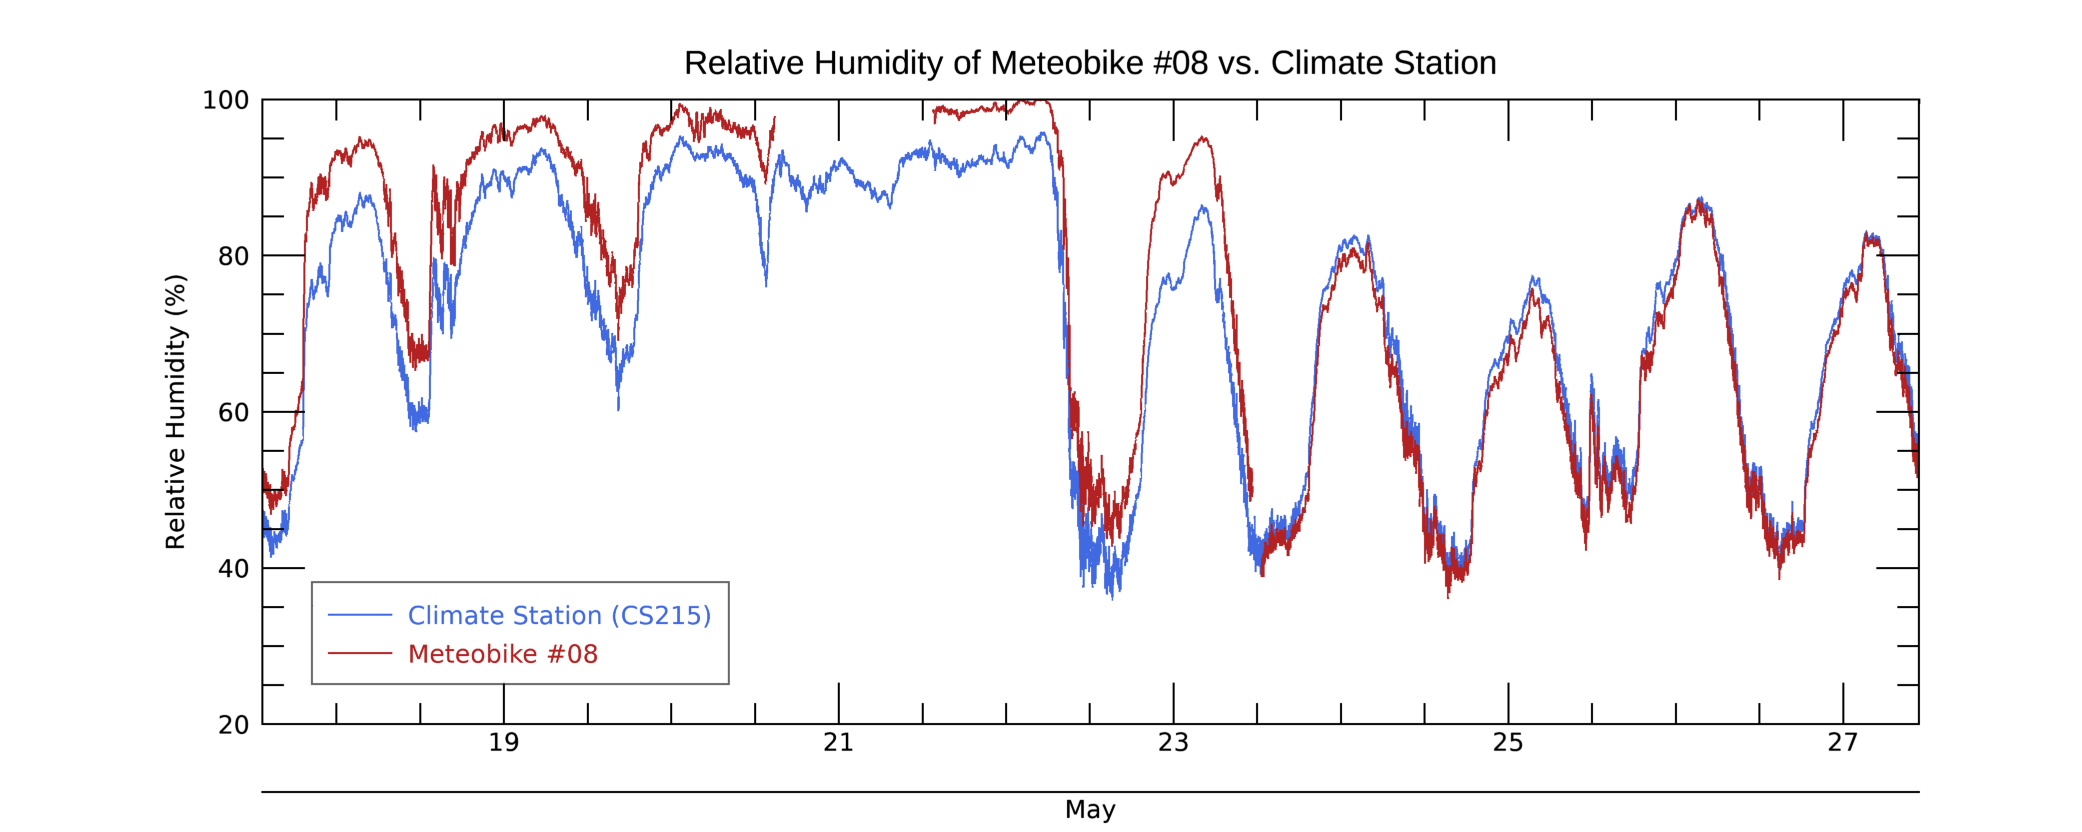 Relative Humidity of Meteobike #08 vs. Climate Station
Relative Humidity (%)
100
80
60
40
20
Climate Station (CS215)
Meteobike #08
19
21
23
25
27
May